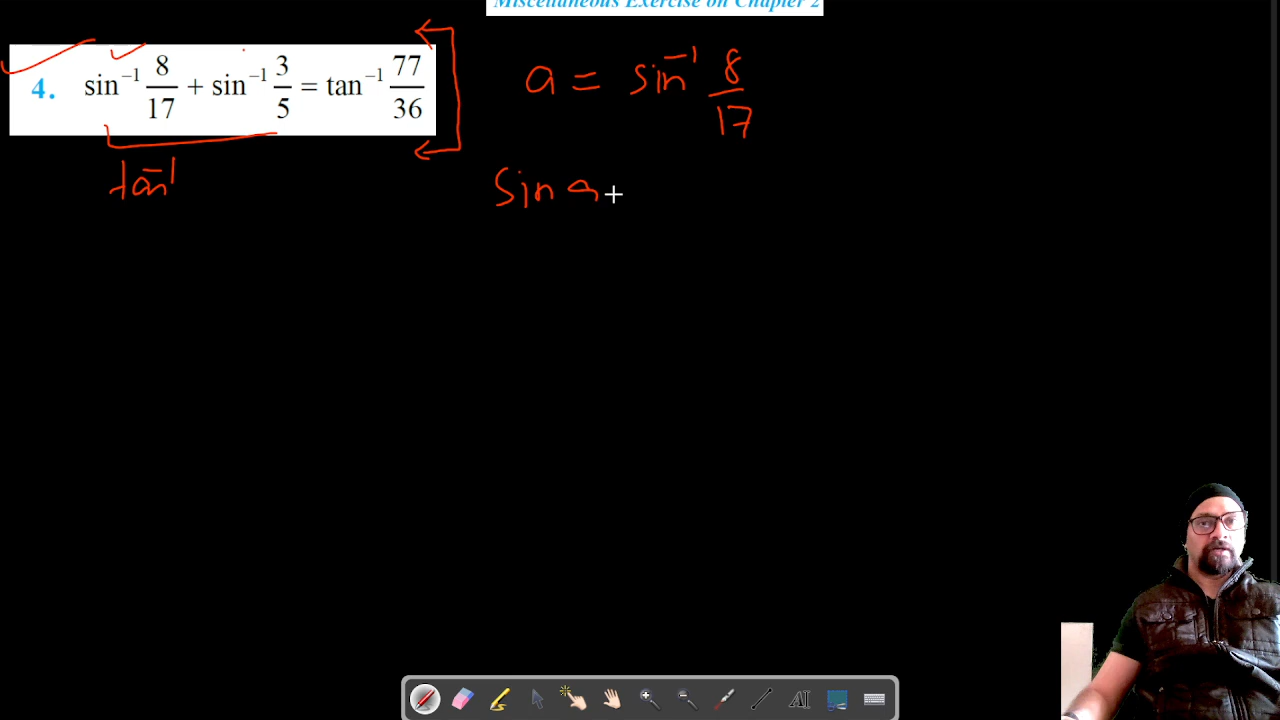 Miscellaneous Exercise on Chapter 2
4. sin⁻¹ 8/17 + sin⁻¹ 3/5 = tan⁻¹ 77/36
a = sin⁻¹ 8/17
tan⁻¹
sin a
AI